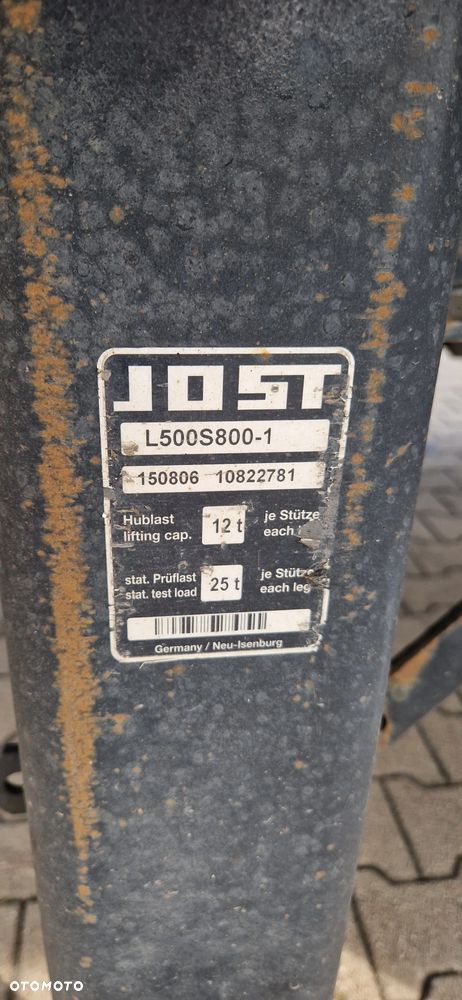 JOST
L500S800-1
150806 10822781
Hublast 12 t je Stütze
lifting cap. each
stat. Prüflast 25 t je Stütze
stat. test load each leg
Germany / Neu-Isenburg
OTOMOTO